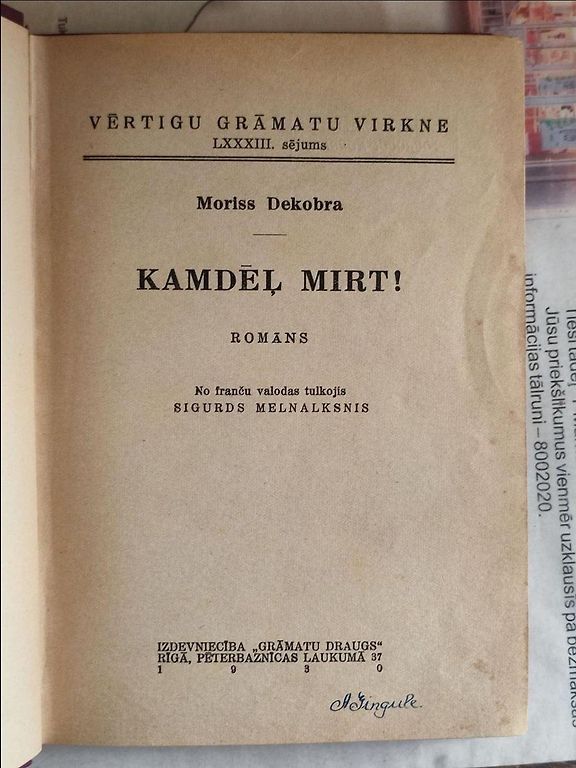 VĒRTIGU GRĀMATU VIRKNE
LXXXIII. sējums
Moriss Dekobra
KAMDĒĻ MIRT!
ROMĀNS
No franču valodas tulkojis
SIGURDS MELNALKSNIS
IZDEVNIECĪBA „GRĀMATU DRAUGS“
RĪGĀ, PĒTERBAZNĪCAS LAUKUMĀ 37
1 9 3 0
Jūsu priekšlikumus vienmēr uzklausīs pa bezmaksas
informācijas tālruni – 8002020.